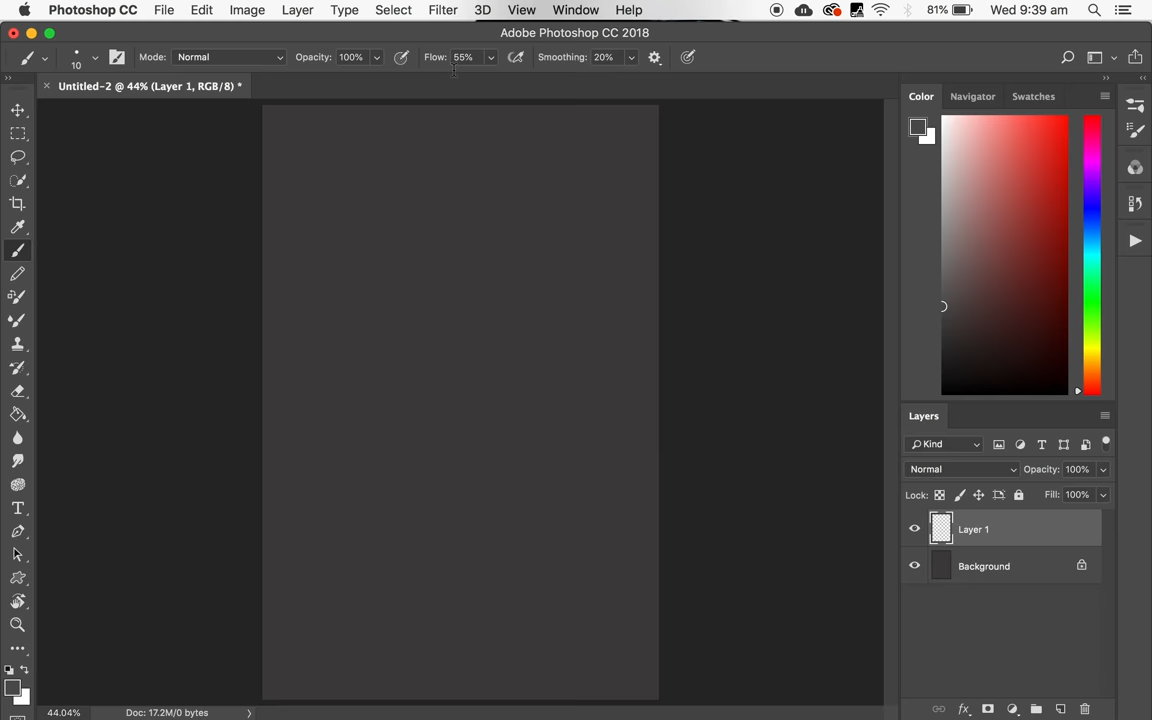 Photoshop CC File Edit Image Layer Type Select Filter 3D View Window Help 81% Wed 9:39 am
Adobe Photoshop CC 2018
10 Mode: Normal Opacity: 100% Flow: 55% Smoothing: 20%
Untitled-2 @ 44% (Layer 1, RGB/8) *
Color Navigator Swatches
Layers
Kind
Normal Opacity: 100%
Lock: Fill: 100%
Layer 1
Background
44.04% Doc: 17.2M/0 bytes